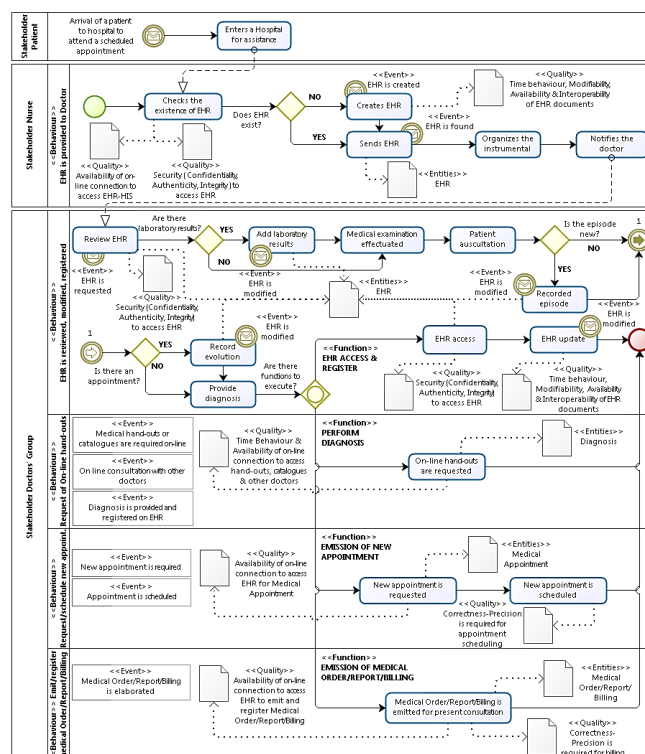 Stakeholder
Patient
Arrival of a patient
to hospital to
attend a scheduled
appointment
Enters a Hospital
for assistance
Stakeholder Nurse
<<Behaviour>>
EHR is provided to Doctor
Checks the
existence of EHR
Does EHR
exist?
NO
YES
<<Event>>
EHR is created
Creates EHR
<<Quality>>
Time behaviour, Modifiability,
Availability & Interoperability
of EHR documents
Sends EHR
<<Event>>
EHR is found
Organizes the
instrumental
Notifies the
doctor
<<Quality>>
Availability of on-
line connection to
access EHR-HIS
<<Quality>>
Security (Confidentiality,
Authenticity, Integrity) to
access EHR
<<Entities>>
EHR
Stakeholder Doctors' Group
<<Behaviour>>
EHR is reviewed, modified, registered
Review EHR
Are there
laboratory results?
YES
NO
Add laboratory
results
Medical examination
effectuated
Patient
auscultation
Is the episode
new?
NO
YES
1
<<Event>>
EHR is
requested
<<Quality>>
Security (Confidentiality,
Authenticity, Integrity)
to access EHR
<<Event>>
EHR is
modified
<<Entities>>
EHR
<<Event>>
EHR is
modified
Recorded
episode
1
Is there an
appointment?
YES
NO
Record
evolution
<<Event>>
EHR is
modified
Provide
diagnosis
Are there
functions to
execute?
<<Function>>
EHR ACCESS &
REGISTER
EHR access
EHR update
<<Event>>
EHR is
modified
<<Quality>>
Security (Confidentiality,
Authenticity, Integrity)
to access EHR
<<Quality>>
Time behaviour,
Modifiability, Availability
& Interoperability of EHR
documents
<<Behaviour>>
Request of On-line hand-outs
<<Event>>
Medical hand-outs or
catalogues are required on-line
<<Event>>
On line consultation with other
doctors
<<Event>>
Diagnosis is provided and
registered on EHR
<<Quality>>
Time Behaviour &
Availability of on-line
connection to access
hand-outs, catalogues
& other doctors
<<Function>>
PERFORM
DIAGNOSIS
On-line hand-outs
are requested
<<Entities>>
Diagnosis
<<Behaviour>>
Request/schedule new appoint.
<<Event>>
New appointment is required
<<Event>>
Appointment is scheduled
<<Quality>>
Availability of on-line
connection to access
EHR for Medical
Appointment
<<Function>>
EMISSION OF NEW
APPOINTMENT
New appointment is
requested
<<Entities>>
Medical
Appointment
New appointment is
scheduled
<<Quality>>
Correctness-Precision
is required for
appointment
scheduling
<<Behaviour>> Emit/register
Medical Order/Report/Billing
<<Event>>
Medical Order/Report/Billing
is elaborated
<<Quality>>
Availability of on-line
connection to access
EHR to emit and
register Medical
Order/Report/Billing
<<Function>>
EMISSION OF MEDICAL
ORDER/REPORT/BILLING
Medical Order/Report/Billing is
emitted for present consultation
<<Entities>>
Medical
Order/Report/
Billing
<<Quality>>
Correctness-
Precision is
required for billing